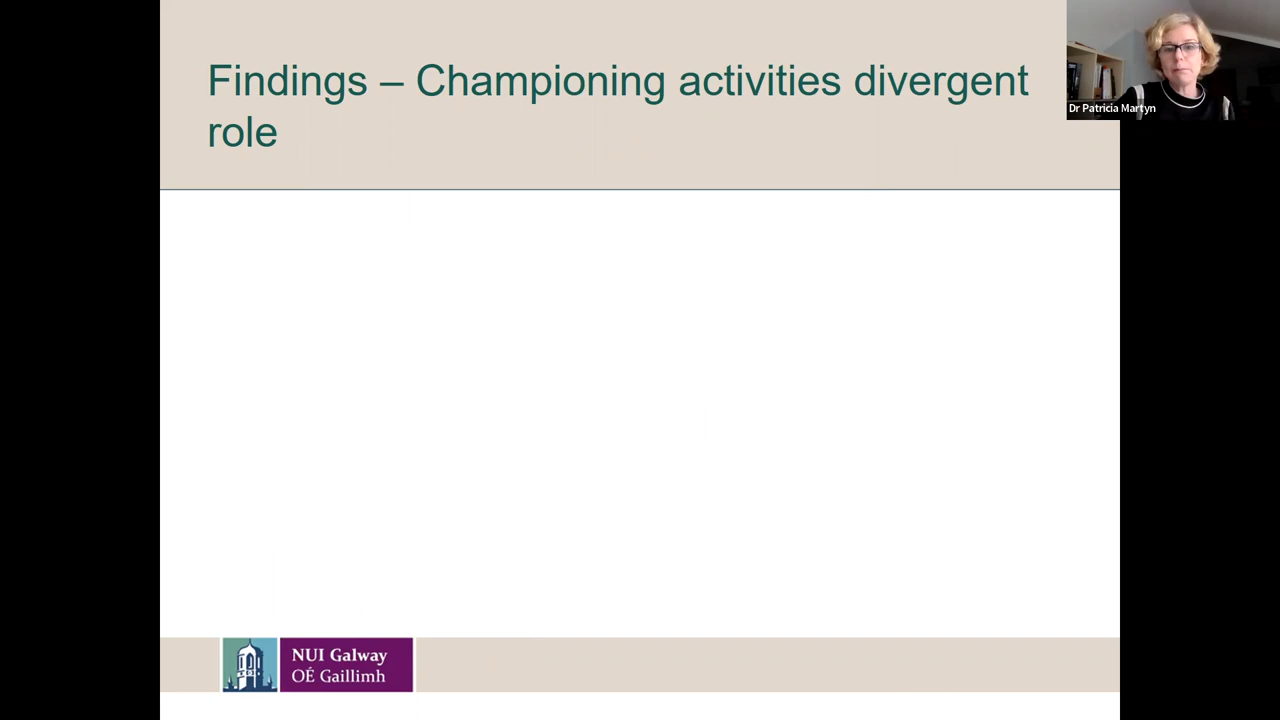 Findings – Championing activities divergent
role
Dr Patricia Martyn
NUI Galway
OÉ Gaillimh